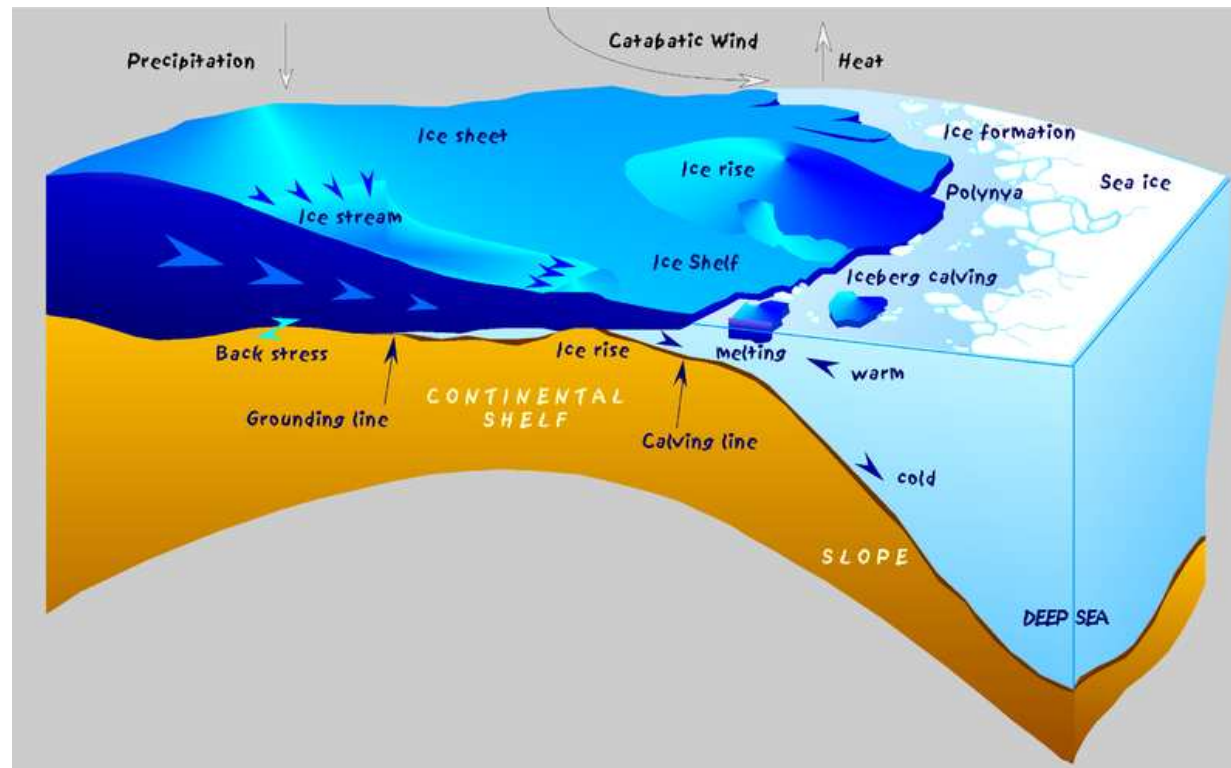 Catabatic Wind
Precipitation
Heat
Ice sheet
Ice formation
Ice rise
Sea ice
Polynya
Ice stream
Ice Shelf
Iceberg calving
Back stress
Ice rise
melting
warm
Grounding line
CONTINENTAL
SHELF
Calving line
cold
SLOPE
DEEP SEA